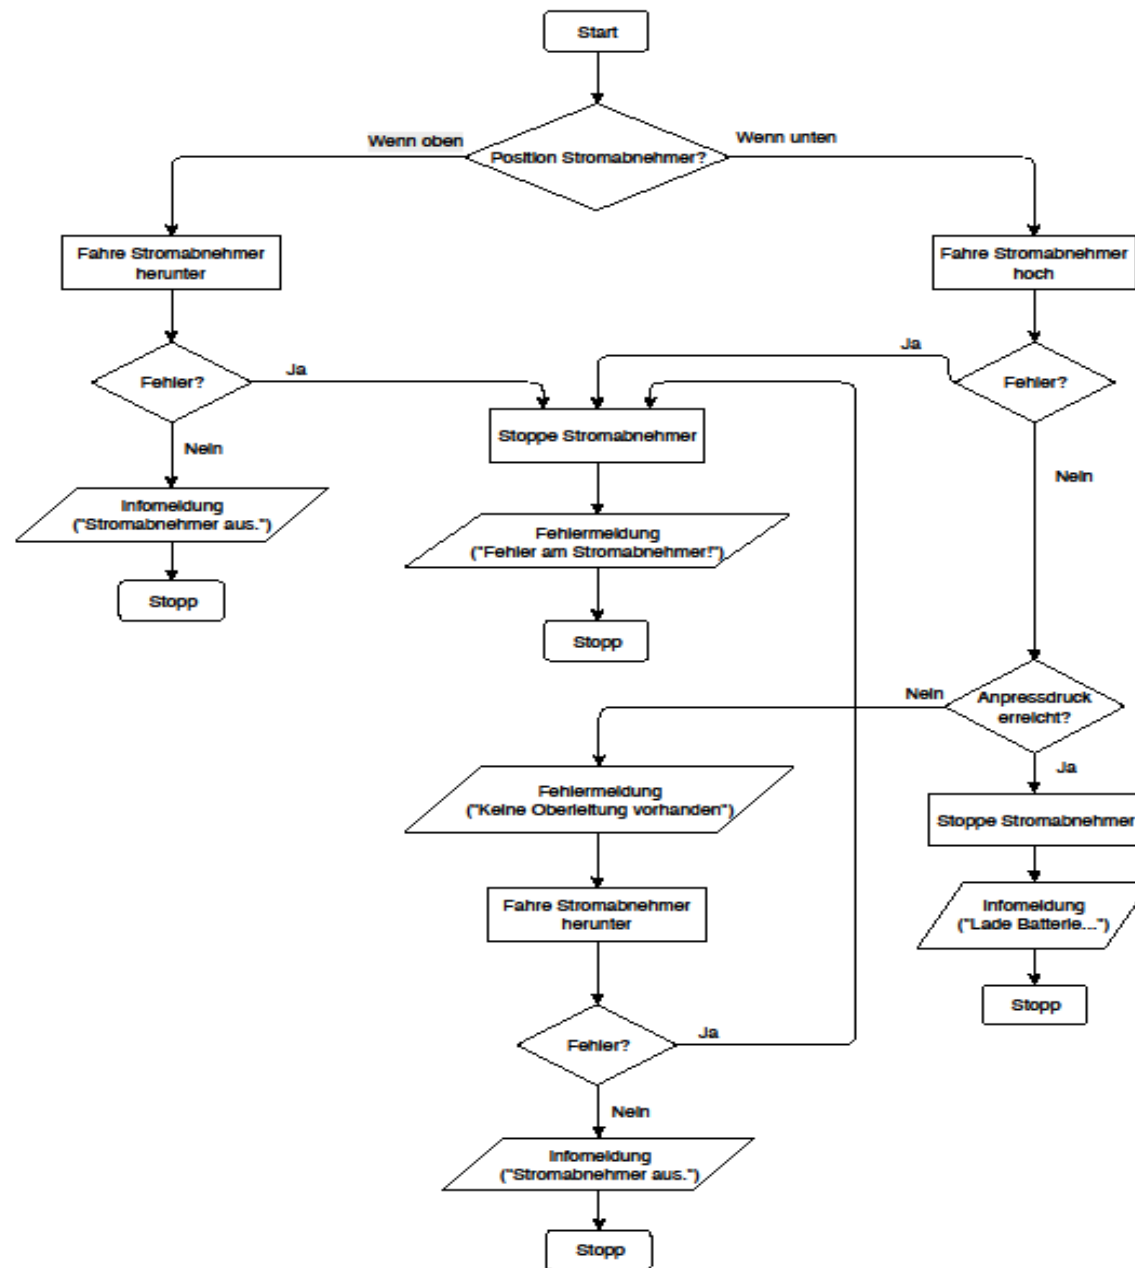 Start
Wenn oben
Position Stromabnehmer?
Wenn unten
Fahre Stromabnehmer
herunter
Fahre Stromabnehmer
hoch
Fehler?
Ja
Ja
Fehler?
Nein
Stoppe Stromabnehmer
Nein
Infomeldung
("Stromabnehmer aus.")
Fehlermeldung
("Fehler am Stromabnehmer!")
Stopp
Stopp
Nein
Anpressdruck
erreicht?
Ja
Fehlermeldung
("Keine Oberleitung vorhanden")
Stoppe Stromabnehmer
Fahre Stromabnehmer
herunter
Infomeldung
("Lade Batterie...")
Stopp
Fehler?
Ja
Nein
Infomeldung
("Stromabnehmer aus.")
Stopp